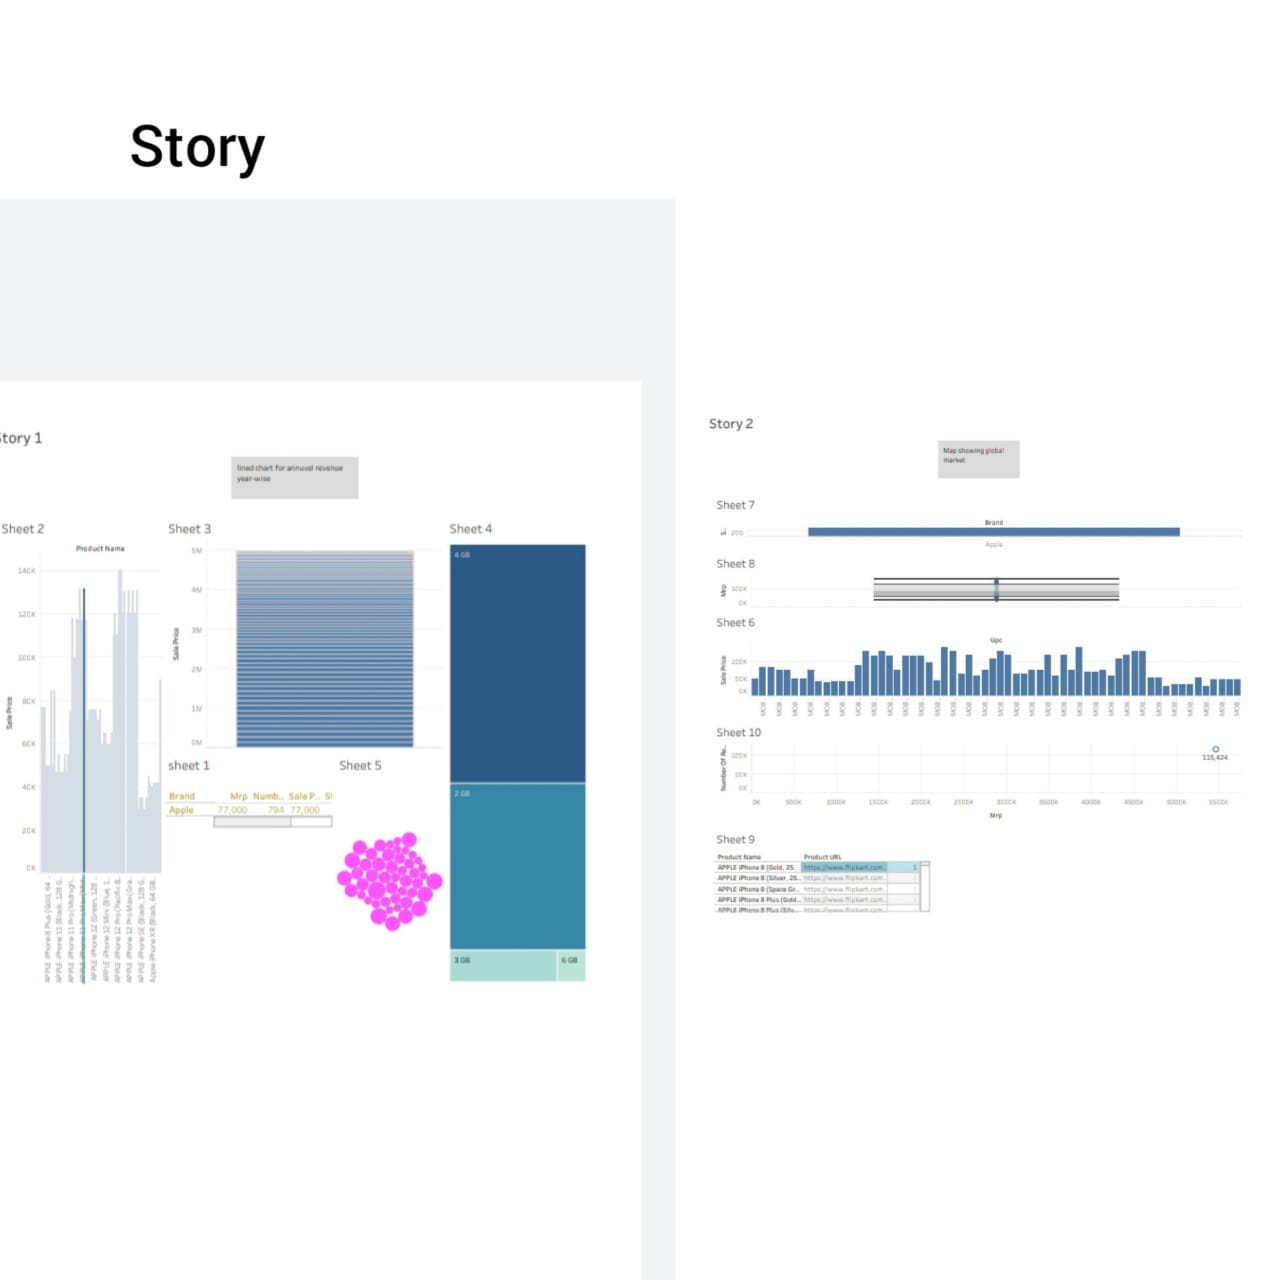 Story
Story 1
lined chart for annuvel revenue
year-wise
Sheet 2
Product Name
140K
120K
100K
80K
60K
40K
20K
0K
Sale Price
APPLE iPhone 8 Plus (Gold, 64 ..
APPLE iPhone 11 (Black, 128 G..
APPLE iPhone 11 Pro (Midnigh..
APPLE iPhone 12 (Green, 128 ..
APPLE iPhone 12 Mini (Blue, 1..
APPLE iPhone 12 Pro (Pacific B..
APPLE iPhone 12 Pro Max (Gra..
APPLE iPhone SE (Black, 128 G..
Apple iPhone XR (Black, 64 GB..
Sheet 3
5M
4M
3M
2M
1M
0M
Sale Price
Sheet 4
4 GB
2 GB
3 GB
6 GB
sheet 1
Brand Mrp Numb.. Sale P..
Apple 77,000 794 77,000
Sheet 5
Story 2
Map showing global
market
Sheet 7
Brand
S..
200
Apple
Sheet 8
Mrp
100K
0K
Sheet 6
Upc
Sale Price
100K
50K
0K
Sheet 10
Number Of Ra..
0K
115,424
0K 500K 1000K 1500K 2000K 2500K 3000K 3500K 4000K 4500K 5000K 5500K
Mrp
Sheet 9
Product Name Product URL
APPLE iPhone 8 (Gold, 25.. https://www.flipkart.com.. 1
APPLE iPhone 8 (Silver, 25.. https://www.flipkart.com..
APPLE iPhone 8 (Space Gr.. https://www.flipkart.com..
APPLE iPhone 8 Plus (Gold.. https://www.flipkart.com..
APPLE iPhone 8 Plus (Silv.. https://www.flipkart.com..